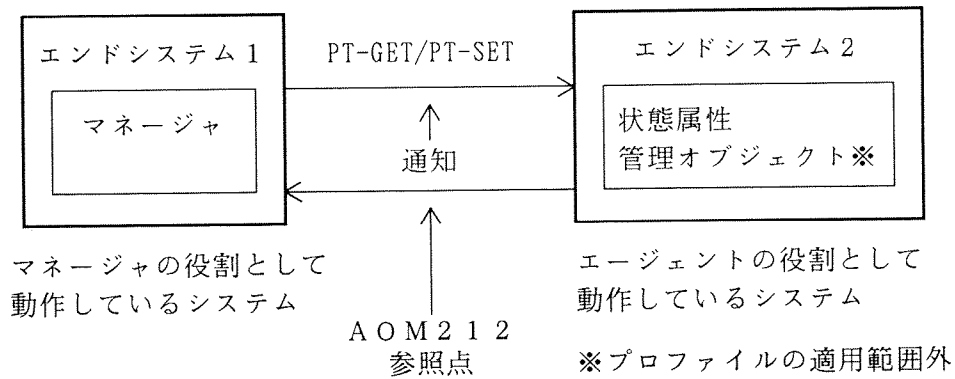 エンドシステム1
マネージャ
PT-GET/PT-SET
通知
エンドシステム2
状態属性
管理オブジェクト※
マネージャの役割として
動作しているシステム
エージェントの役割として
動作しているシステム
AOM212
参照点
※プロファイルの適用範囲外